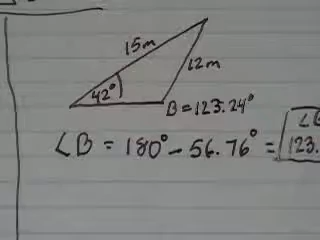 15m
12m
42°
B = 123.24°
∠B = 180° - 56.76° = 123.
∠B